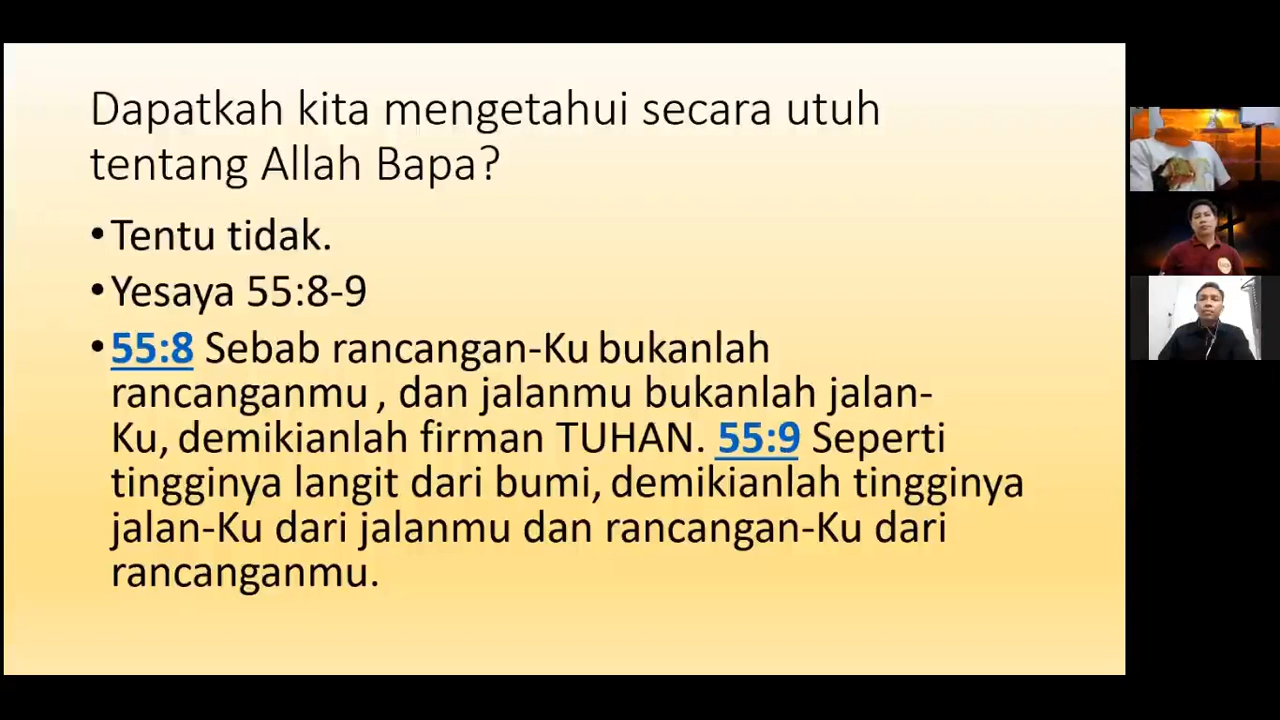 Dapatkah kita mengetahui secara utuh
tentang Allah Bapa?
•Tentu tidak.
•Yesaya 55:8-9
•55:8 Sebab rancangan-Ku bukanlah
rancanganmu , dan jalanmu bukanlah jalan-
Ku, demikianlah firman TUHAN. 55:9 Seperti
tingginya langit dari bumi, demikianlah tingginya
jalan-Ku dari jalanmu dan rancangan-Ku dari
rancanganmu.